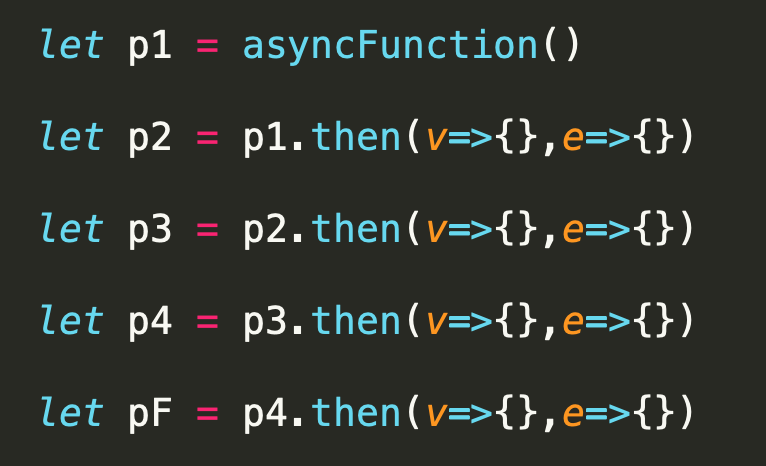 let p1 = asyncFunction()
let p2 = p1.then(v=>{},e=>{})
let p3 = p2.then(v=>{},e=>{})
let p4 = p3.then(v=>{},e=>{})
let pF = p4.then(v=>{},e=>{})